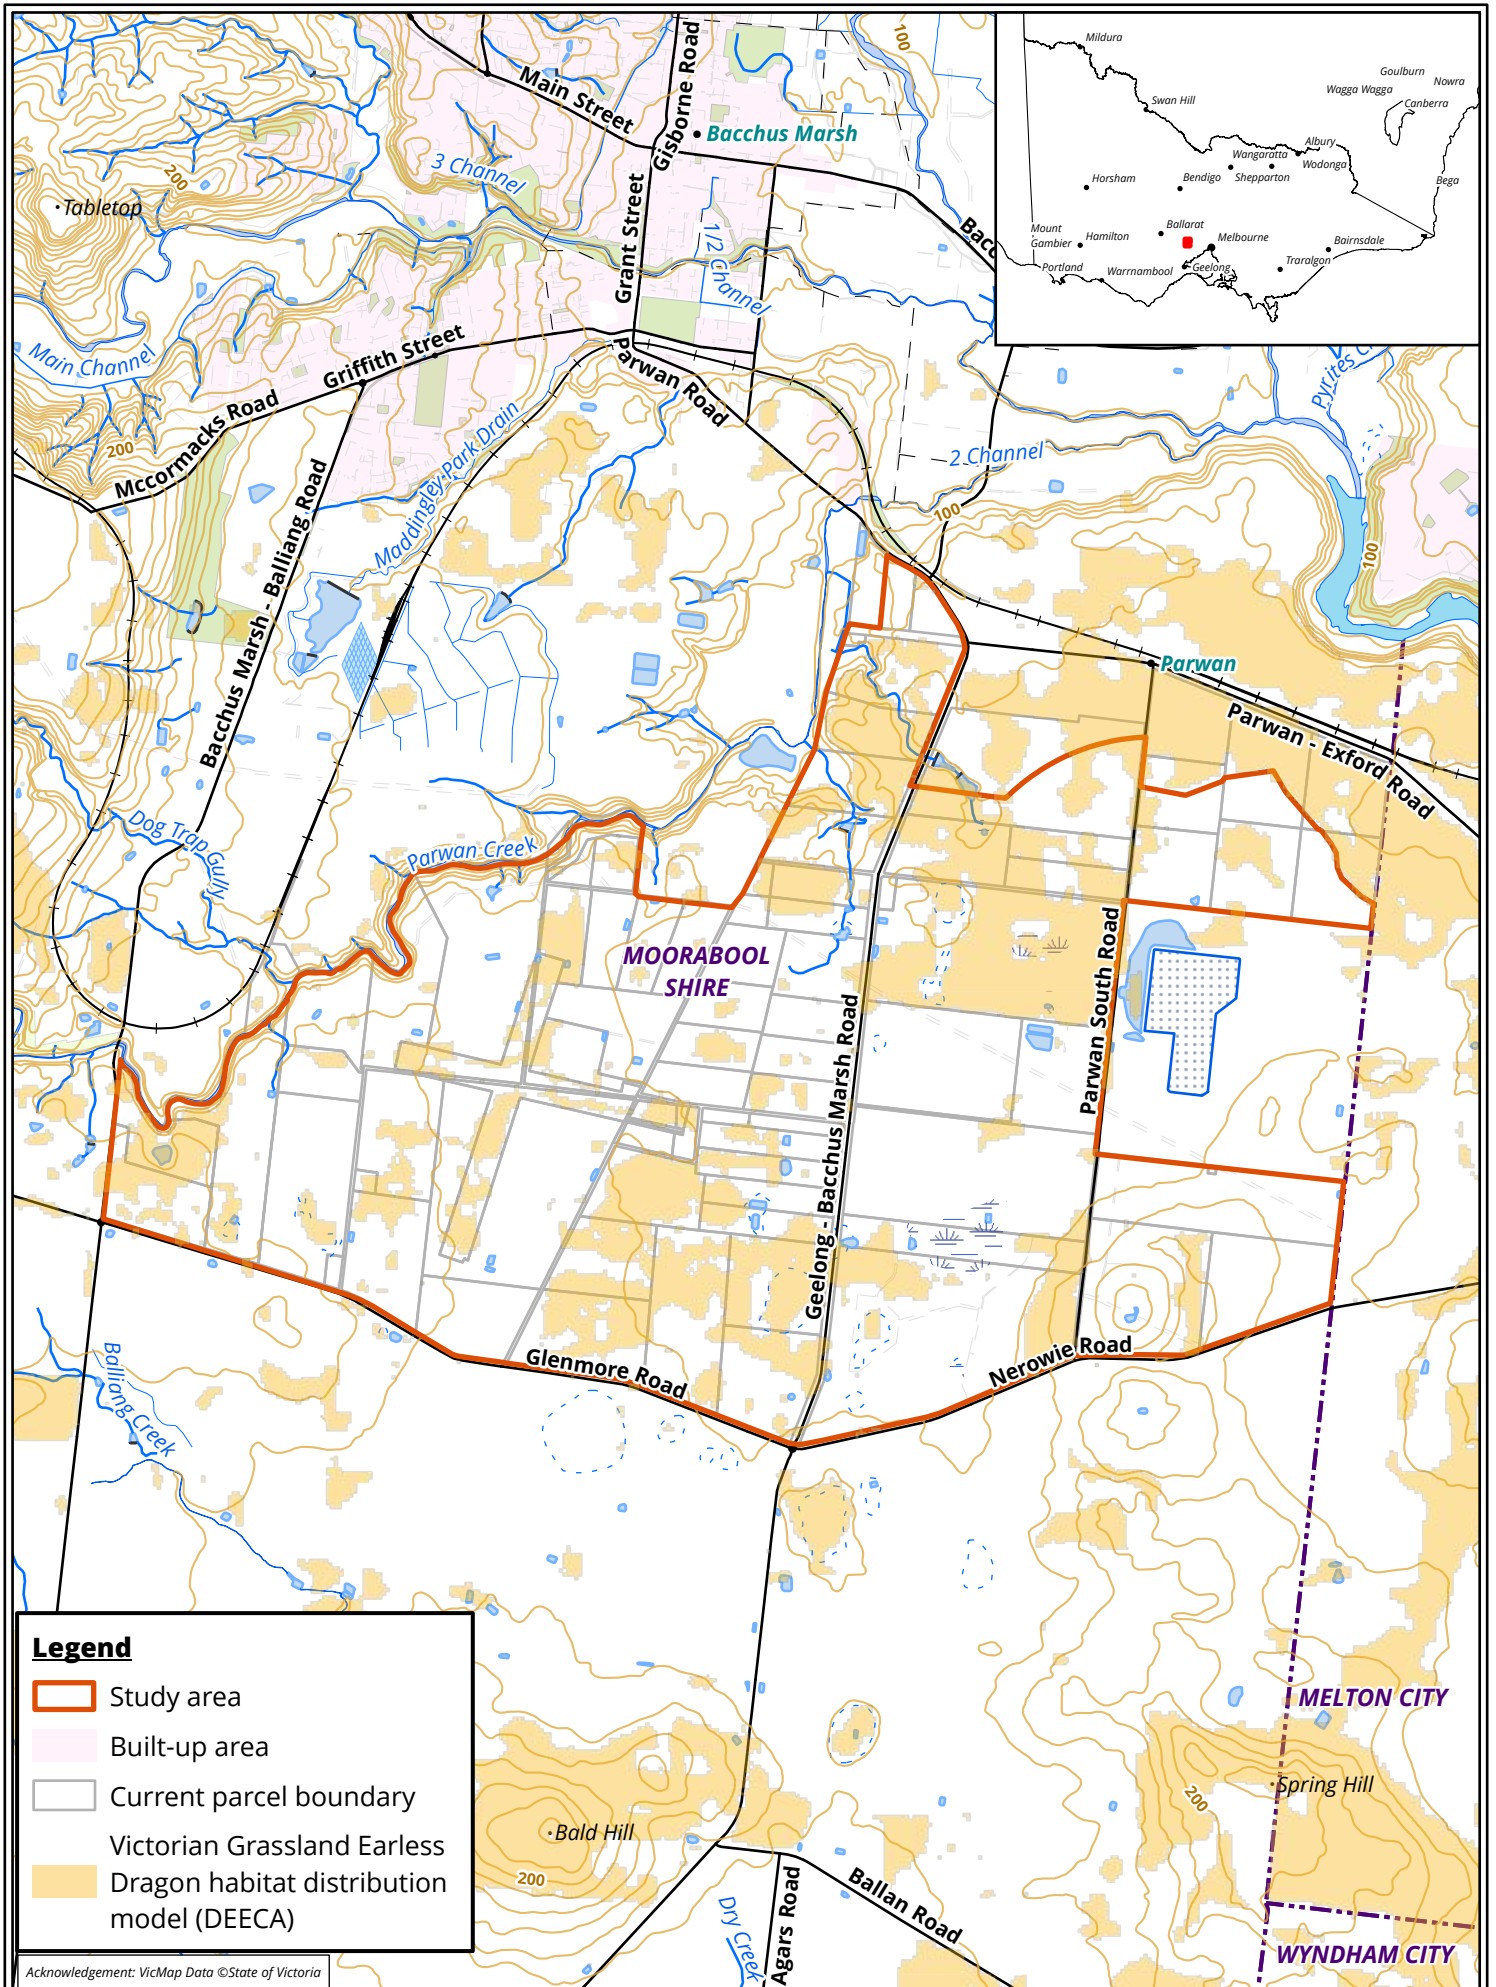 Main Street
Gisborne Road
Bacchus Marsh
100
3 Channel
200
Tabletop
Grant Street
1/2 Channel
Bacc
Mildura
Swan Hill
Goulburn
Nowra
Wagga Wagga
Canberra
Albury
Wangaratta
Wodonga
Horsham
Bendigo
Shepparton
Bega
Ballarat
Mount
Gambier
Hamilton
Melbourne
Bairnsdale
Portland
Warrnambool
Geelong
Traralgon
Main Channel
Griffith Street
Parwan Road
Pyrites C
Mccormacks Road
200
Maddingley Park Drain
2 Channel
100
100
Bacchus Marsh - Balliang Road
Parwan
Parwan - Exford Road
Dog Trap Gully
Parwan Creek
MOORABOOL
SHIRE
Parwan South Road
Geelong - Bacchus Marsh Road
Glenmore Road
Nerowie Road
Balliang Creek
MELTON CITY
Spring Hill
200
Bald Hill
200
Ballan Road
Agars Road
Dry Creek
WYNDHAM CITY
Legend
Study area
Built-up area
Current parcel boundary
Victorian Grassland Earless
Dragon habitat distribution
model (DEECA)
Acknowledgement: VicMap Data ©State of Victoria